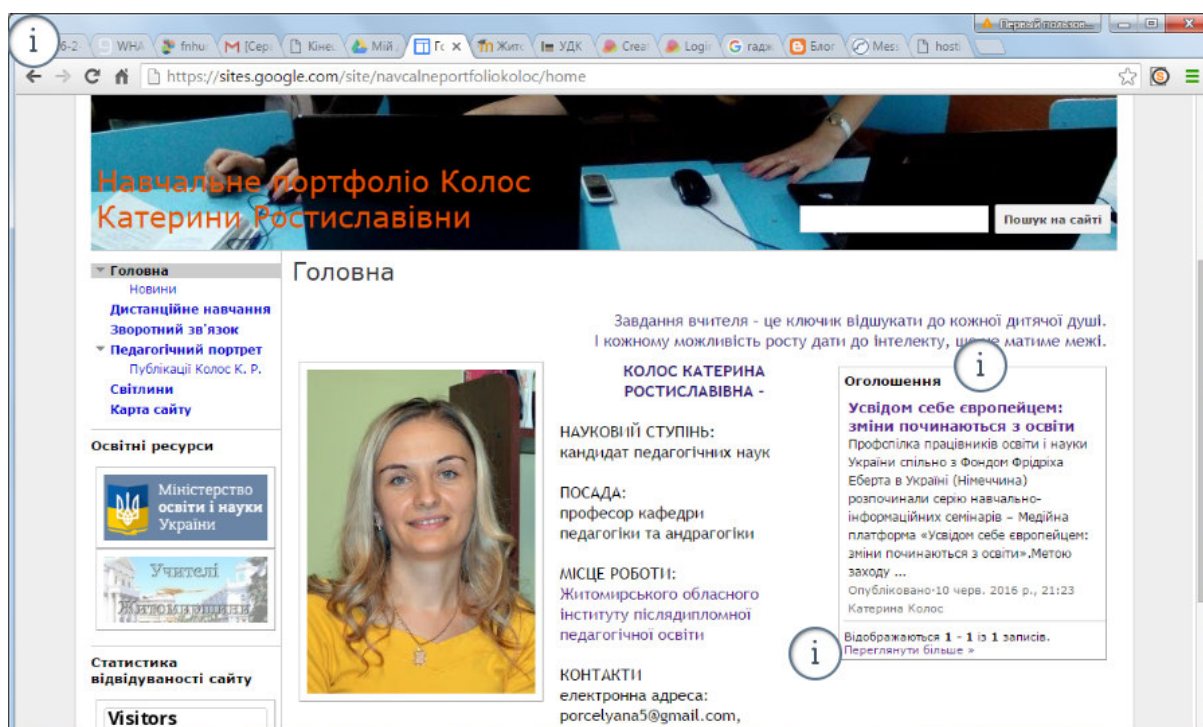 6-2 WHA fnhu M [Сері Кінец Мій Гс x Жито УДК Creat Login гадж Блог Mess hosti
https://sites.google.com/site/navcalneportfoliokoloc/home
Навчальне портфоліо Колос
Катерини Ростиславівни
Пошук на сайті
Головна
Новини
Дистанційне навчання
Зворотний зв'язок
Педагогічний портрет
Публікації Колос К. Р.
Світлини
Карта сайту
Освітні ресурси
Міністерство
освіти і науки
України
Учителі
Житомирщини
Статистика
відвідуваності сайту
Visitors
Головна
Завдання вчителя - це ключик відшукати до кожної дитячої душі.
І кожному можливість росту дати до інтелекту, що не матиме межі.
КОЛОС КАТЕРИНА
РОСТИСЛАВІВНА -
НАУКОВИЙ СТУПІНЬ:
кандидат педагогічних наук
ПОСАДА:
професор кафедри
педагогіки та андрагогіки
МІСЦЕ РОБОТИ:
Житомирського обласного
інституту післядипломної
педагогічної освіти
КОНТАКТИ
електронна адреса:
porcelyana5@gmail.com,
Оголошення
Усвідом себе європейцем:
зміни починаються з освіти
Профспілка працівників освіти і науки
України спільно з Фондом Фрідріха
Еберта в Україні (Німеччина)
розпочинали серію навчально-
інформаційних семінарів – Медійна
платформа «Усвідом себе європейцем:
зміни починаються з освіти».Метою
заходу ...
Опубліковано·10 черв. 2016 р., 21:23
Катерина Колос
Відображаються 1 - 1 із 1 записів.
Переглянути більше »